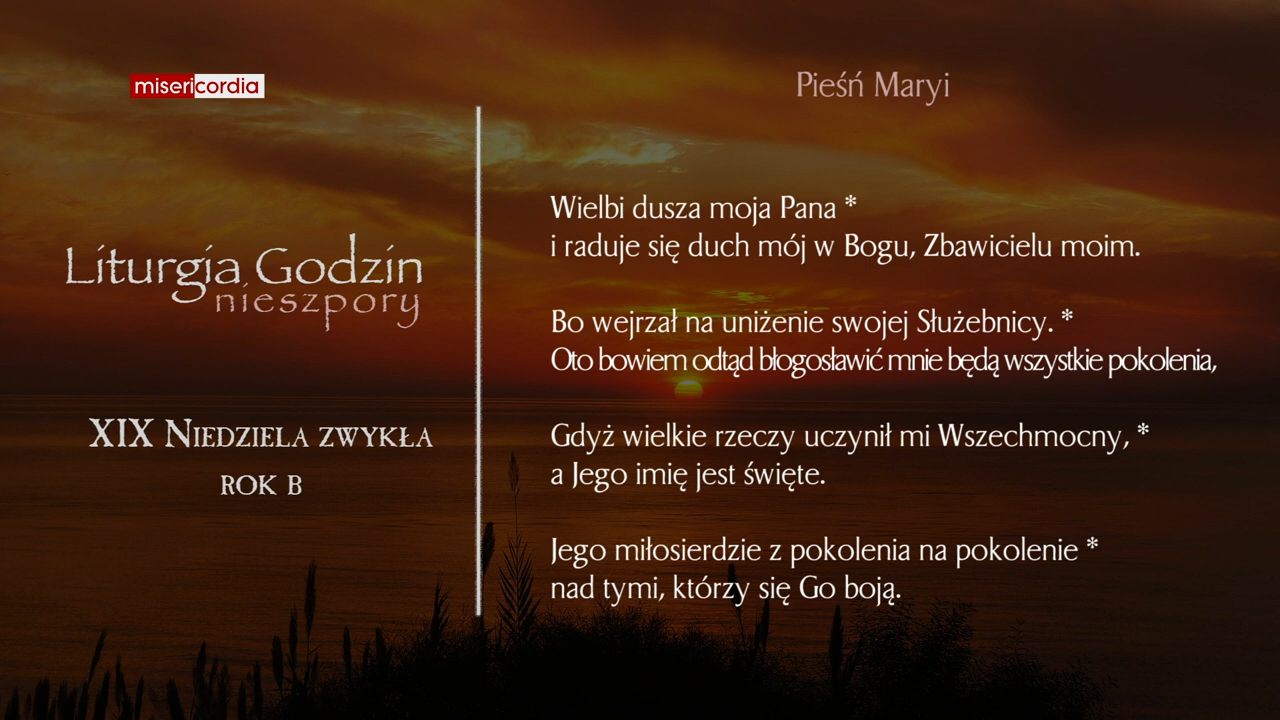 misericordia
Liturgia Godzin
nieszpory
XIX Niedziela zwykła
rok B
Pieśń Maryi
Wielbi dusza moja Pana *
i raduje się duch mój w Bogu, Zbawicielu moim.
Bo wejrzał na uniżenie swojej Służebnicy. *
Oto bowiem odtąd błogosławić mnie będą wszystkie pokolenia,
Gdyż wielkie rzeczy uczynił mi Wszechmocny, *
a Jego imię jest święte.
Jego miłosierdzie z pokolenia na pokolenie *
nad tymi, którzy się Go boją.